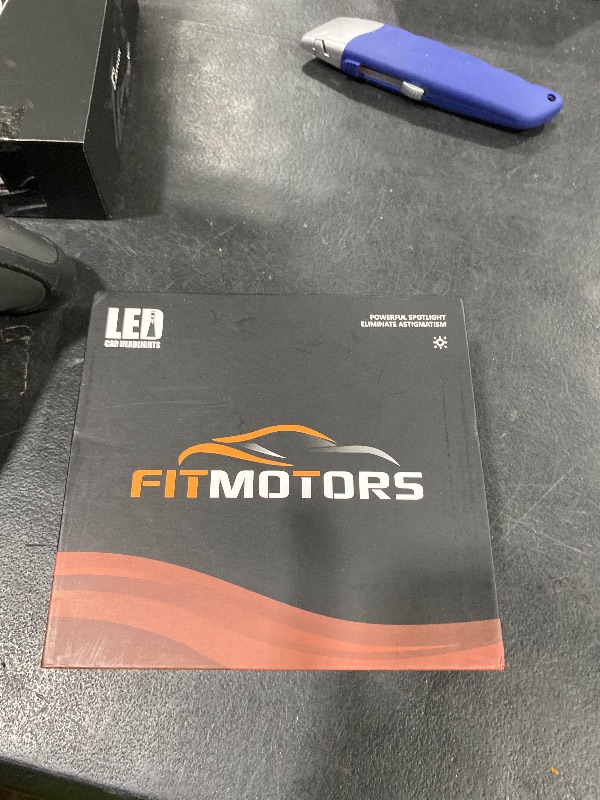 LED
CAR HEADLIGHTS
POWERFUL SPOTLIGHT
ELIMINATE ASTIGMATISM
FITMOTORS